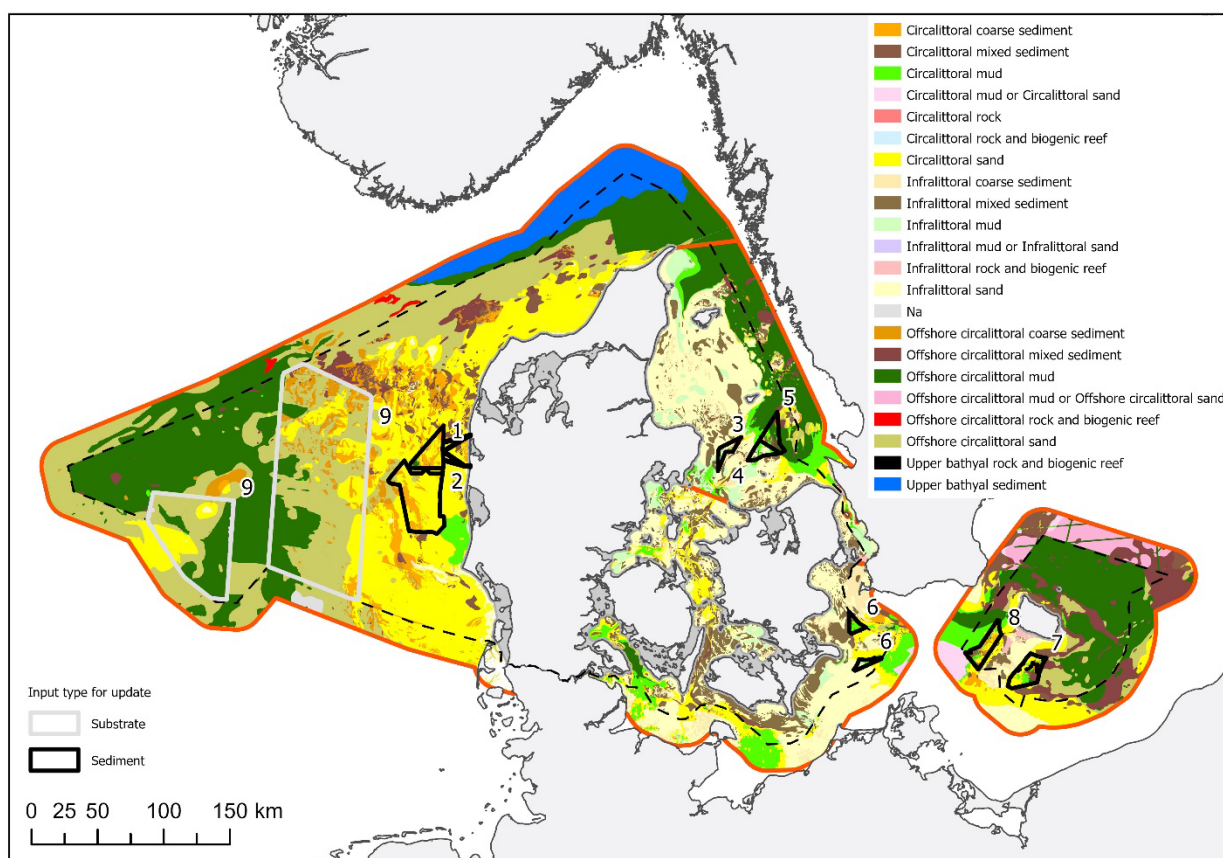 Circalittoral coarse sediment
Circalittoral mixed sediment
Circalittoral mud
Circalittoral mud or Circalittoral sand
Circalittoral rock
Circalittoral rock and biogenic reef
Circalittoral sand
Infralittoral coarse sediment
Infralittoral mixed sediment
Infralittoral mud
Infralittoral mud or Infralittoral sand
Infralittoral rock and biogenic reef
Infralittoral sand
Na
Offshore circalittoral coarse sediment
Offshore circalittoral mixed sediment
Offshore circalittoral mud
Offshore circalittoral mud or Offshore circalittoral sand
Offshore circalittoral rock and biogenic reef
Offshore circalittoral sand
Upper bathyal rock and biogenic reef
Upper bathyal sediment
9
1
3
5
2
4
9
6
8
6
7
Input type for update
Substrate
Sediment
0 25 50 100 150 km